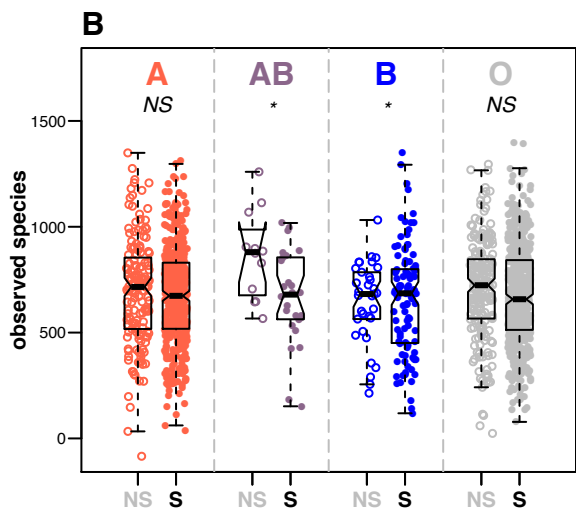 B
A AB B O
NS * * NS
1500
1000
500
0
observed species
NS S NS S NS S NS S